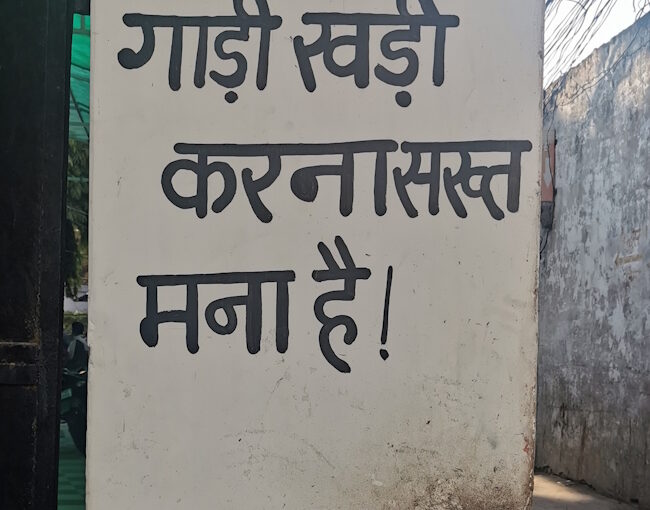 गाड़ी खड़ी
करना सख्त
मना है!